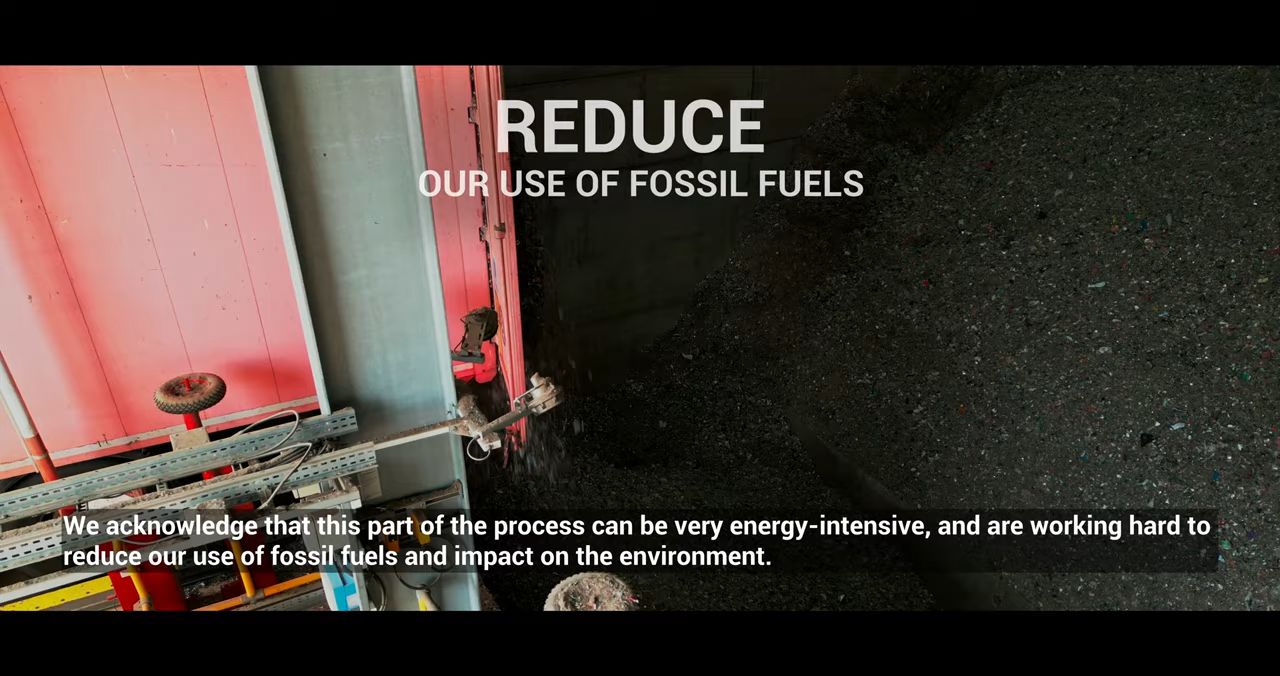 REDUCE
OUR USE OF FOSSIL FUELS
We acknowledge that this part of the process can be very energy-intensive, and are working hard to
reduce our use of fossil fuels and impact on the environment.